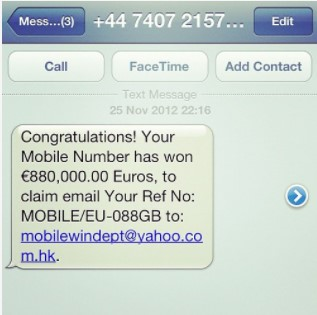 Mess...(3)
+44 7407 2157...
Edit
Call
FaceTime
Add Contact
Text Message
25 Nov 2012 22:16
Congratulations! Your
Mobile Number has won
€880,000.00 Euros, to
claim email Your Ref No:
MOBILE/EU-088GB to:
mobilewindept@yahoo.co
m.hk.